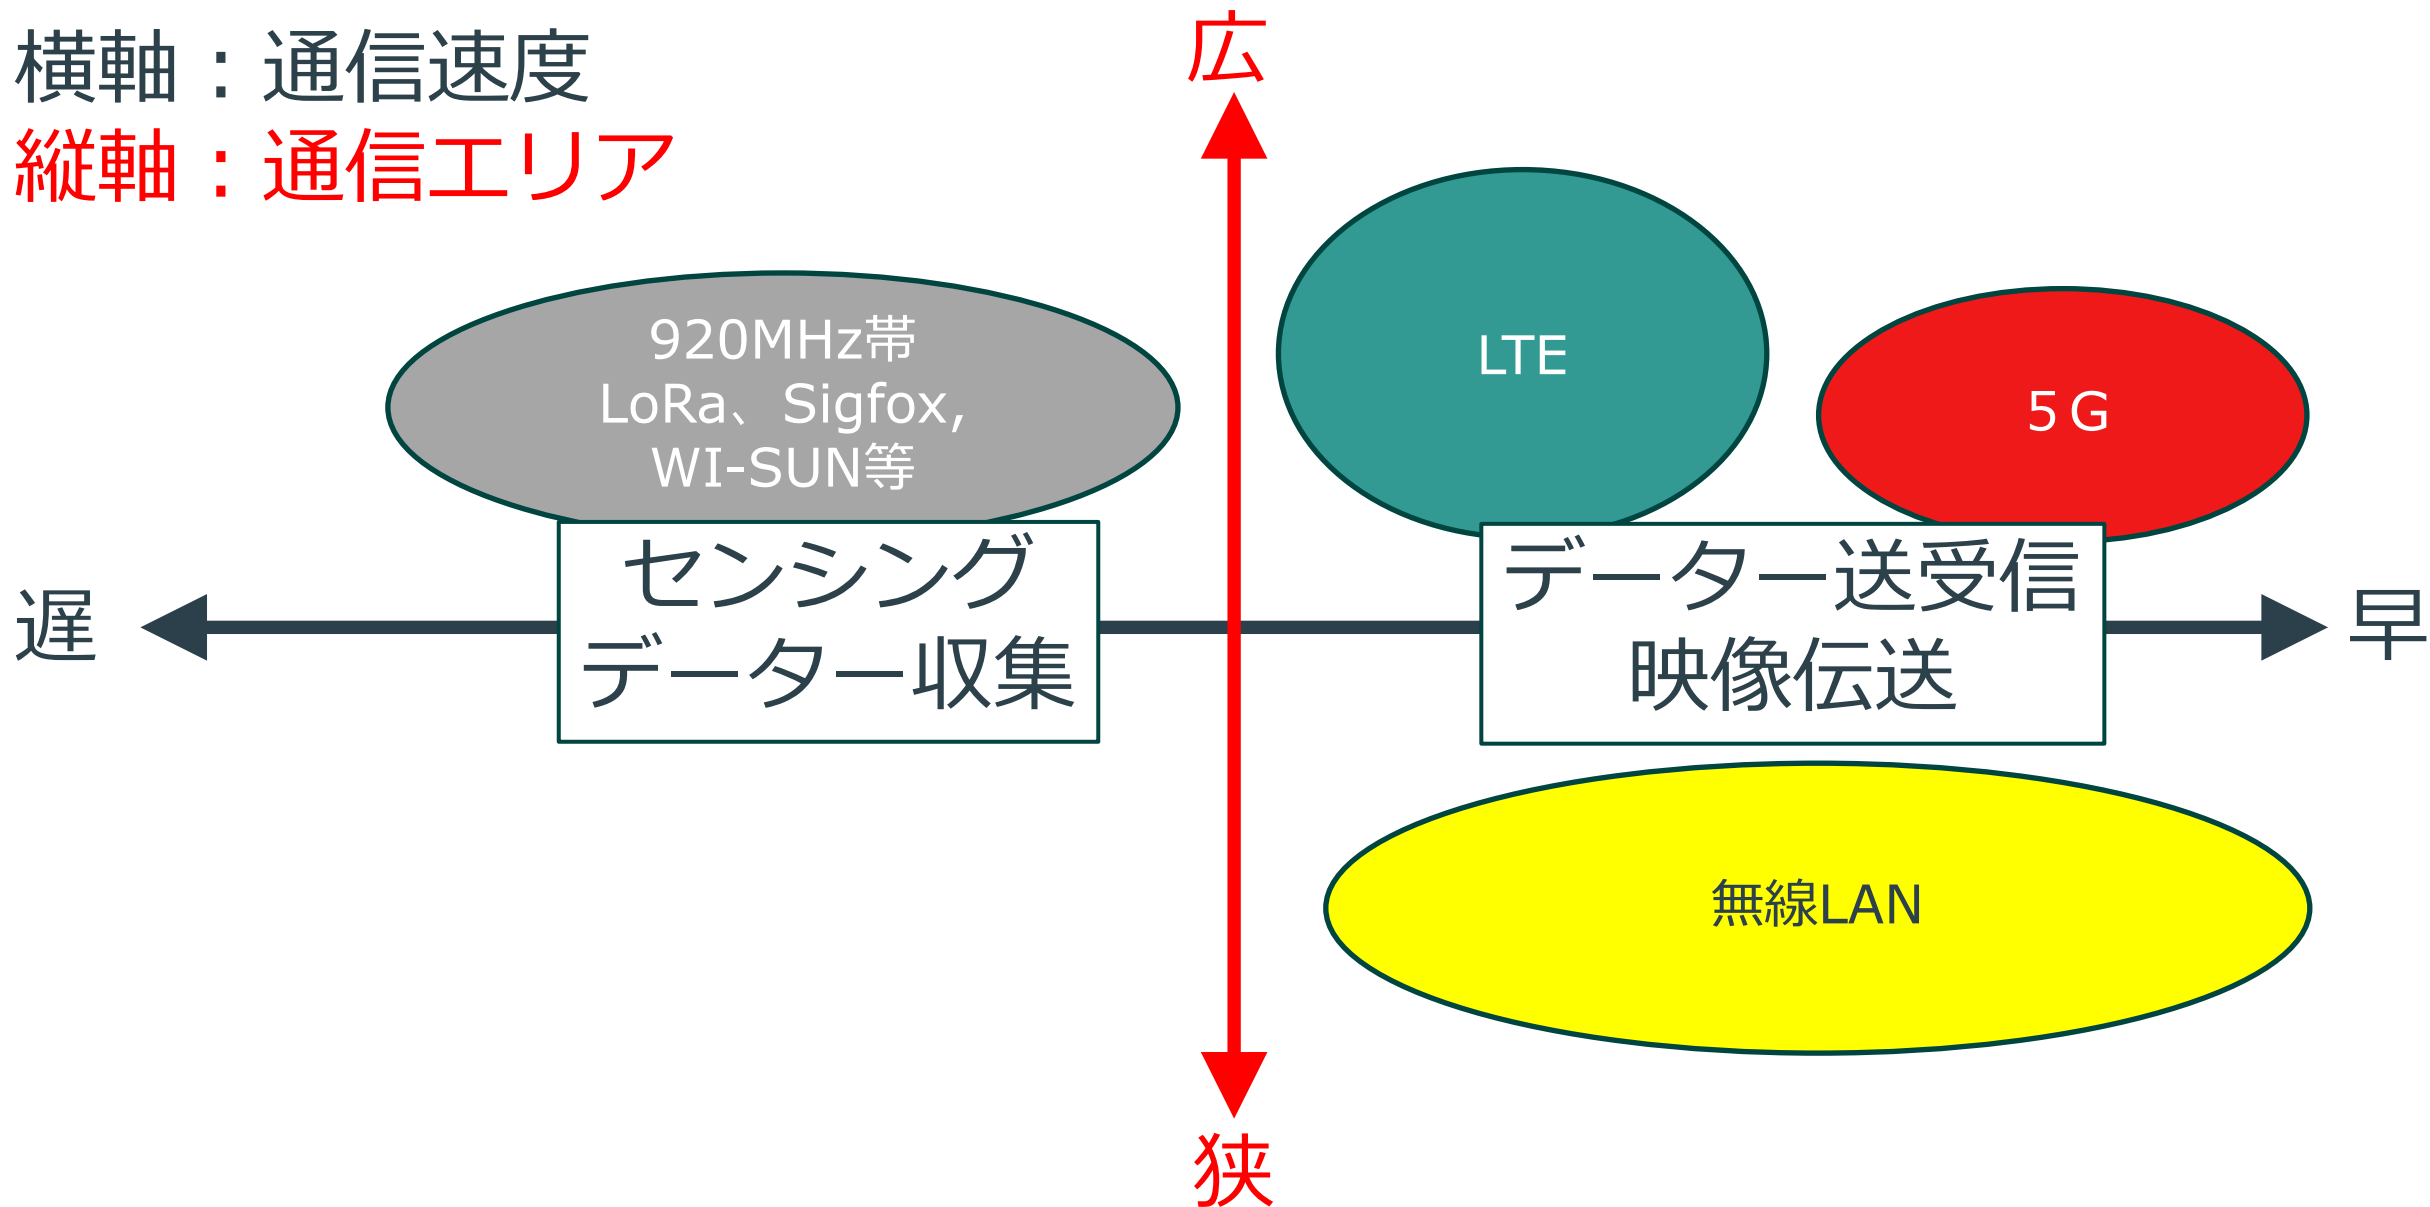 横軸：通信速度
縦軸：通信エリア
広
920MHz帯
LoRa、Sigfox,
WI-SUN等
LTE
５G
センシング
データー収集
データー送受信
映像伝送
遅
早
無線LAN
狭